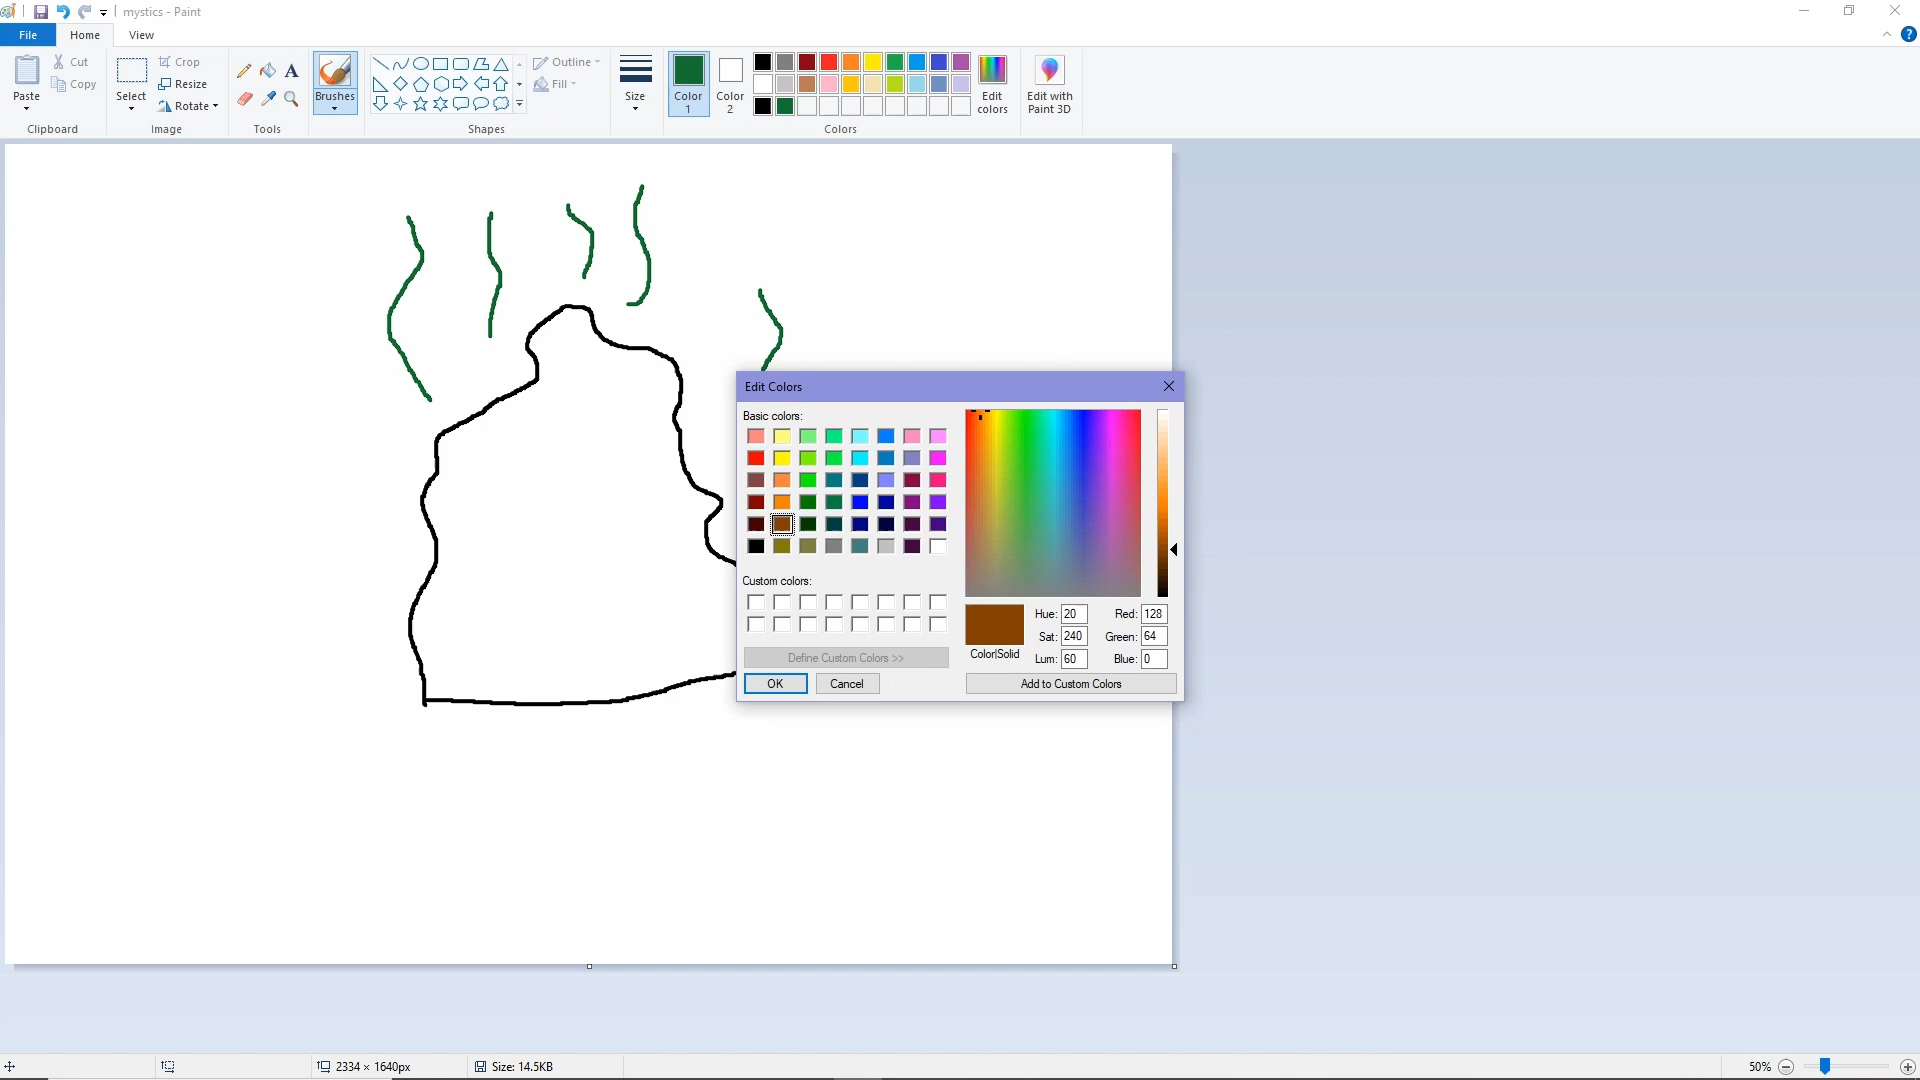 mystics - Paint
File Home View
Paste Cut Copy Clipboard
Select Crop Resize Rotate Image
Tools
Brushes
Outline Fill Shapes
Size
Color 1 Color 2 Edit colors Colors
Edit with Paint 3D
Edit Colors
Basic colors:
Custom colors:
Define Custom Colors >>
OK Cancel
Color|Solid
Hue: 20 Red: 128
Sat: 240 Green: 64
Lum: 60 Blue: 0
Add to Custom Colors
2334 × 1640px Size: 14.5KB 50%